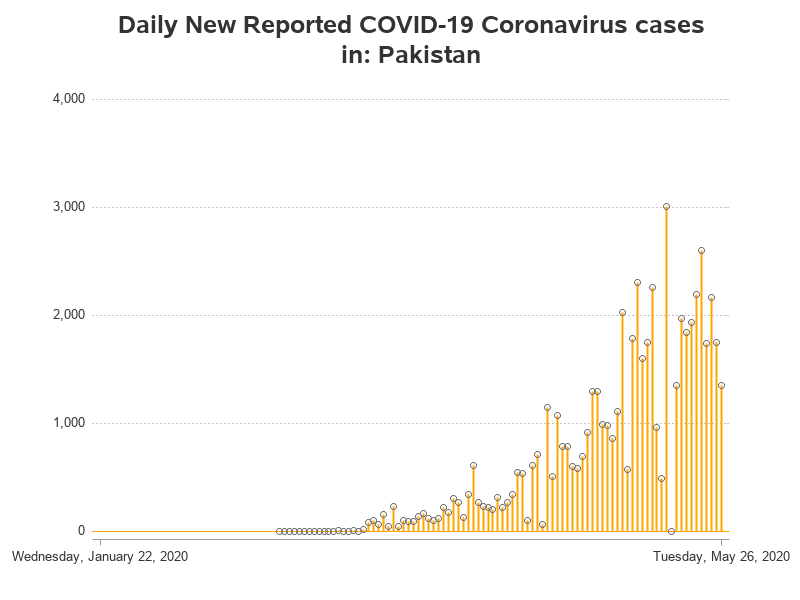 Daily New Reported COVID-19 Coronavirus cases
in: Pakistan
4,000
3,000
2,000
1,000
0
Wednesday, January 22, 2020
Tuesday, May 26, 2020